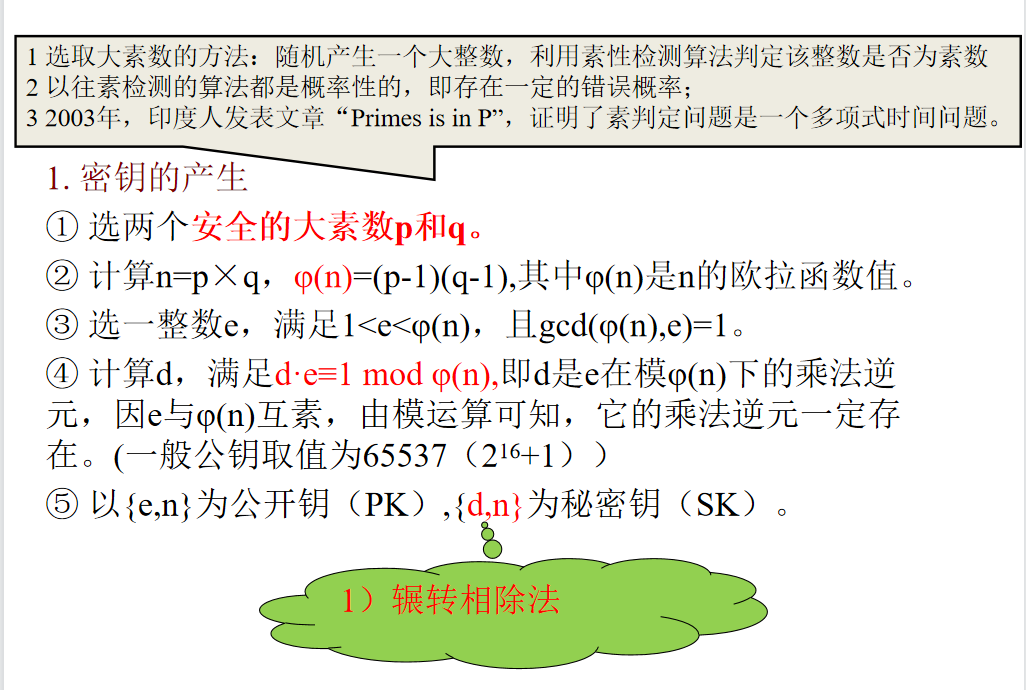 1 选取大素数的方法：随机产生一个大整数，利用素性检测算法判定该整数是否为素数
2 以往素检测的算法都是概率性的，即存在一定的错误概率；
3 2003年，印度人发表文章“Primes is in P”，证明了素判定问题是一个多项式时间问题。
1. 密钥的产生
① 选两个安全的大素数p和q。
② 计算n=p×q，φ(n)=(p-1)(q-1),其中φ(n)是n的欧拉函数值。
③ 选一整数e，满足1<e<φ(n)，且gcd(φ(n),e)=1。
④ 计算d，满足d·e≡1 mod φ(n),即d是e在模φ(n)下的乘法逆
元，因e与φ(n)互素，由模运算可知，它的乘法逆元一定存
在。(一般公钥取值为65537（2¹⁶+1））
⑤ 以{e,n}为公开钥（PK）,{d,n}为秘密钥（SK）。
1）辗转相除法